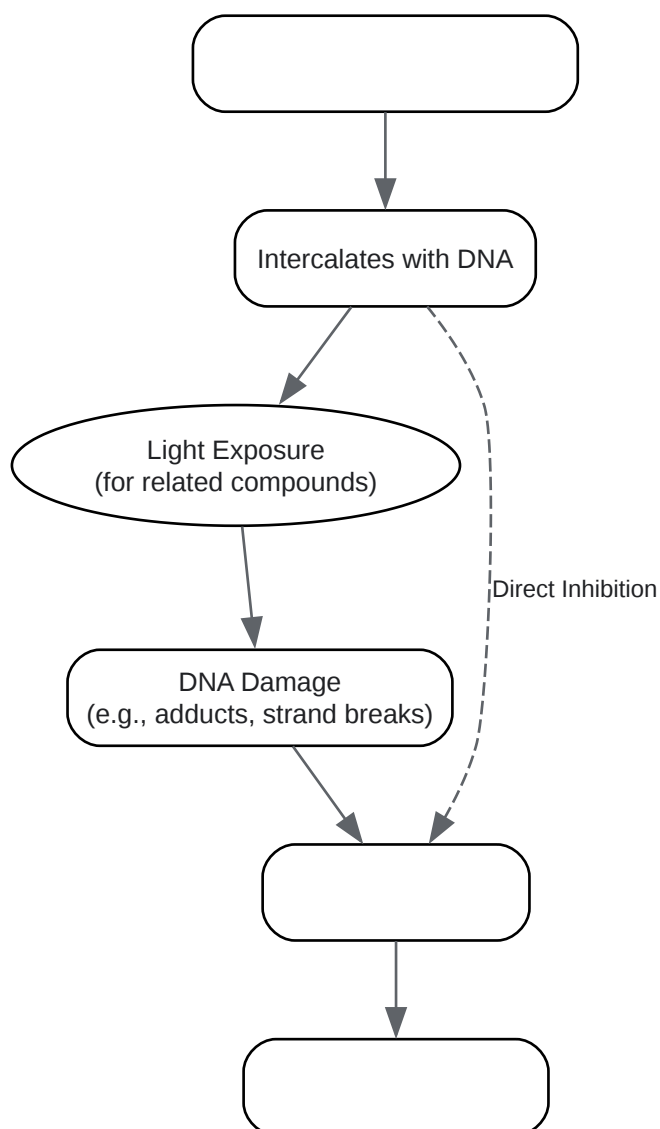 Intercalates with DNA
Light Exposure
(for related compounds)
Direct Inhibition
DNA Damage
(e.g., adducts, strand breaks)